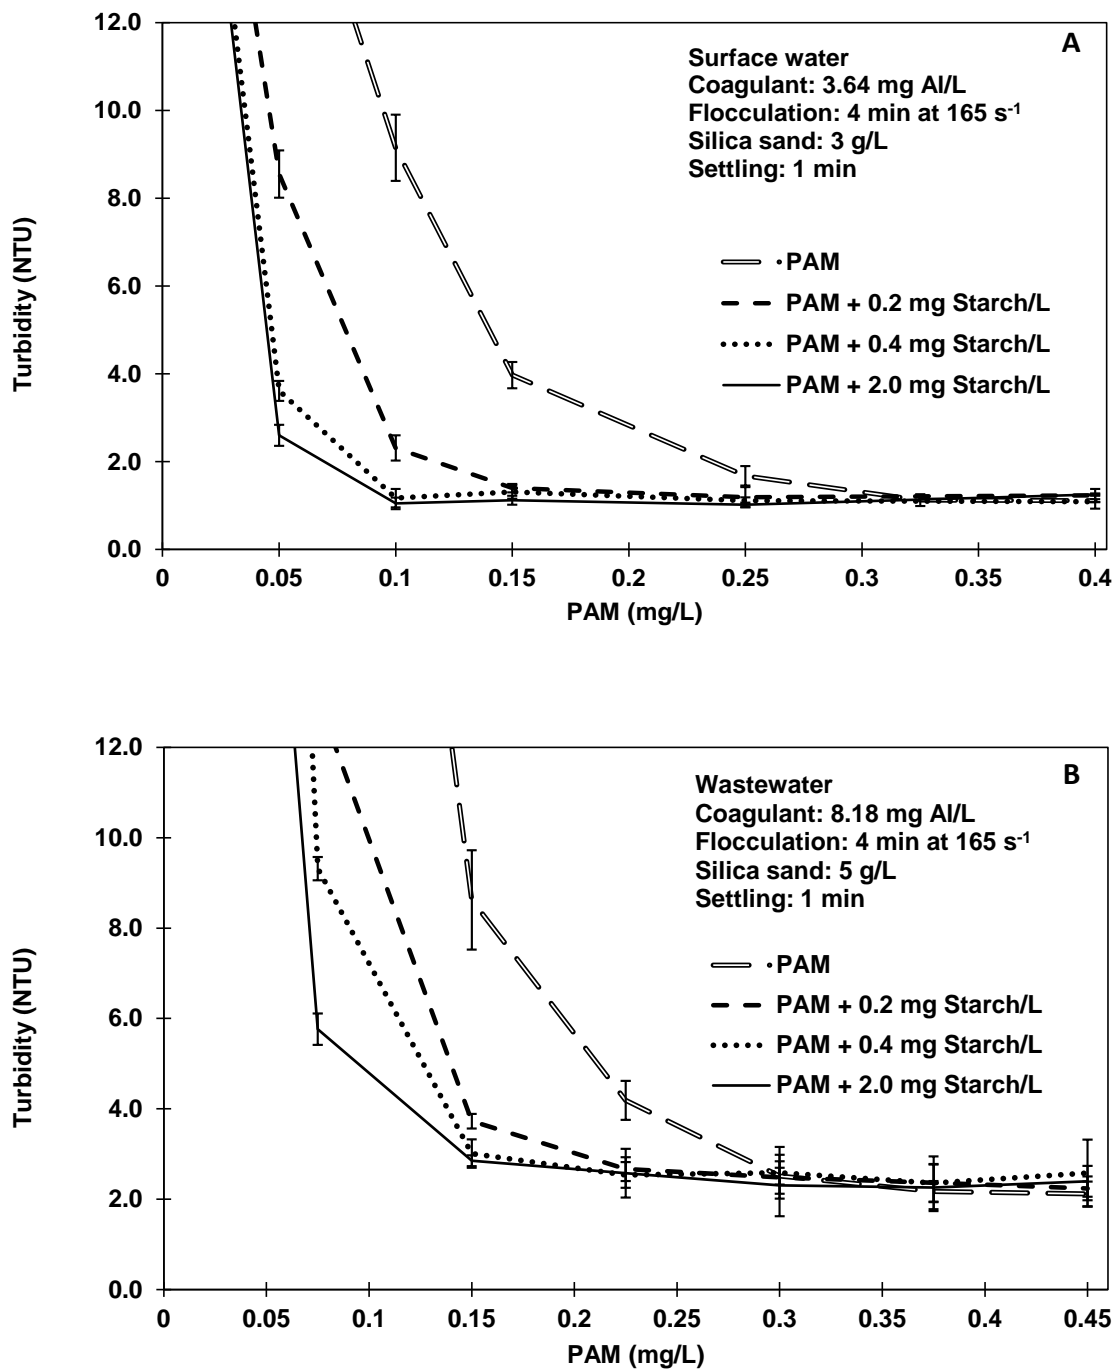 A
Surface water
Coagulant: 3.64 mg Al/L
Flocculation: 4 min at 165 s⁻¹
Silica sand: 3 g/L
Settling: 1 min
PAM
PAM + 0.2 mg Starch/L
PAM + 0.4 mg Starch/L
PAM + 2.0 mg Starch/L
Turbidity (NTU)
12.0
10.0
8.0
6.0
4.0
2.0
0.0
0 0.05 0.1 0.15 0.2 0.25 0.3 0.35 0.4
PAM (mg/L)
B
Wastewater
Coagulant: 8.18 mg Al/L
Flocculation: 4 min at 165 s⁻¹
Silica sand: 5 g/L
Settling: 1 min
PAM
PAM + 0.2 mg Starch/L
PAM + 0.4 mg Starch/L
PAM + 2.0 mg Starch/L
Turbidity (NTU)
12.0
10.0
8.0
6.0
4.0
2.0
0.0
0 0.05 0.1 0.15 0.2 0.25 0.3 0.35 0.4 0.45
PAM (mg/L)